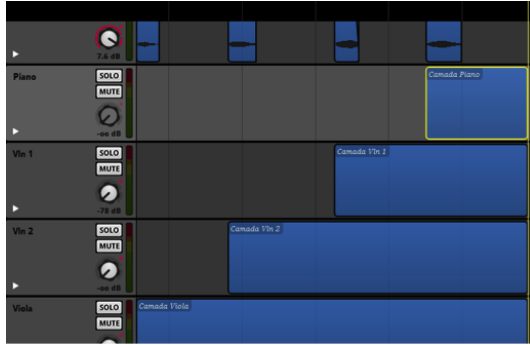 7.6 dB
Piano
SOLO
MUTE
-oo dB
Camada Piano
Vln 1
SOLO
MUTE
-78 dB
Camada Vln 1
Vln 2
SOLO
MUTE
-oo dB
Camada Vln 2
Viola
SOLO
MUTE
Camada Viola